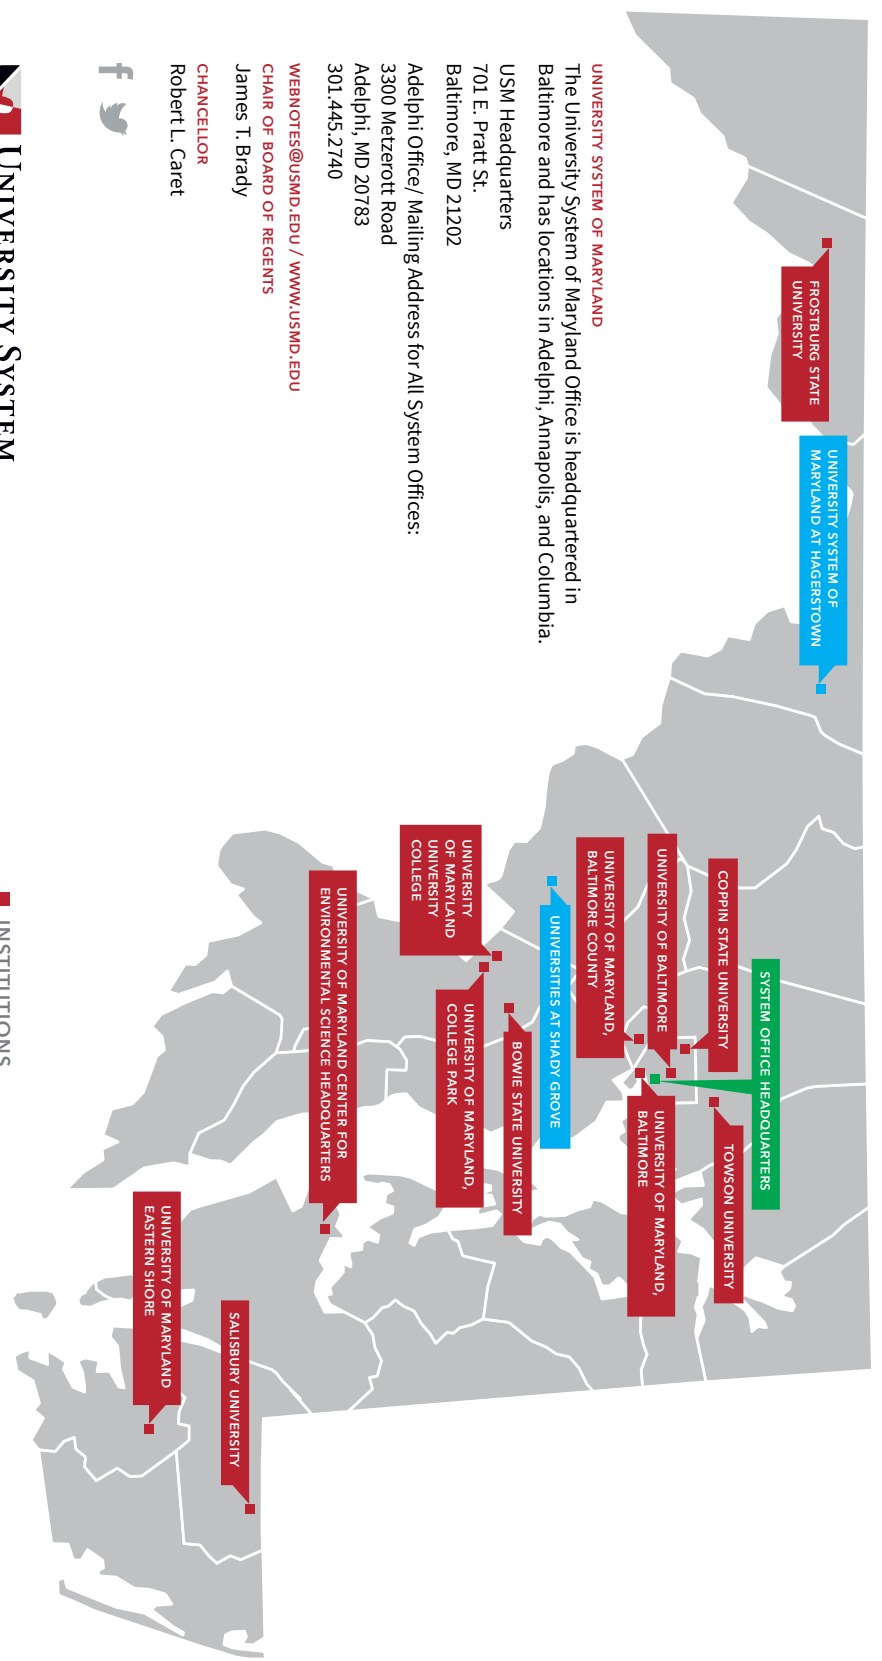 FROSTBURG STATE
UNIVERSITY
UNIVERSITY SYSTEM OF
MARYLAND AT HAGERSTOWN
SYSTEM OFFICE HEADQUARTERS
COPPIN STATE UNIVERSITY
TOWSON UNIVERSITY
UNIVERSITY OF BALTIMORE
UNIVERSITY OF MARYLAND,
BALTIMORE
UNIVERSITY OF MARYLAND,
BALTIMORE COUNTY
UNIVERSITIES AT SHADY GROVE
BOWIE STATE UNIVERSITY
UNIVERSITY
OF MARYLAND
UNIVERSITY
COLLEGE
UNIVERSITY OF MARYLAND,
COLLEGE PARK
UNIVERSITY OF MARYLAND CENTER FOR
ENVIRONMENTAL SCIENCE HEADQUARTERS
SALISBURY UNIVERSITY
UNIVERSITY OF MARYLAND
EASTERN SHORE
UNIVERSITY SYSTEM OF MARYLAND
The University System of Maryland Office is headquartered in
Baltimore and has locations in Adelphi, Annapolis, and Columbia.
USM Headquarters
701 E. Pratt St.
Baltimore, MD 21202
Adelphi Office/ Mailing Address for All System Offices:
3300 Metzerott Road
Adelphi, MD 20783
301.445.2740
WEBNOTES@USMD.EDU / WWW.USMD.EDU
CHAIR OF BOARD OF REGENTS
James T. Brady
CHANCELLOR
Robert L. Caret
UNIVERSITY SYSTEM
INSTITUTIONS